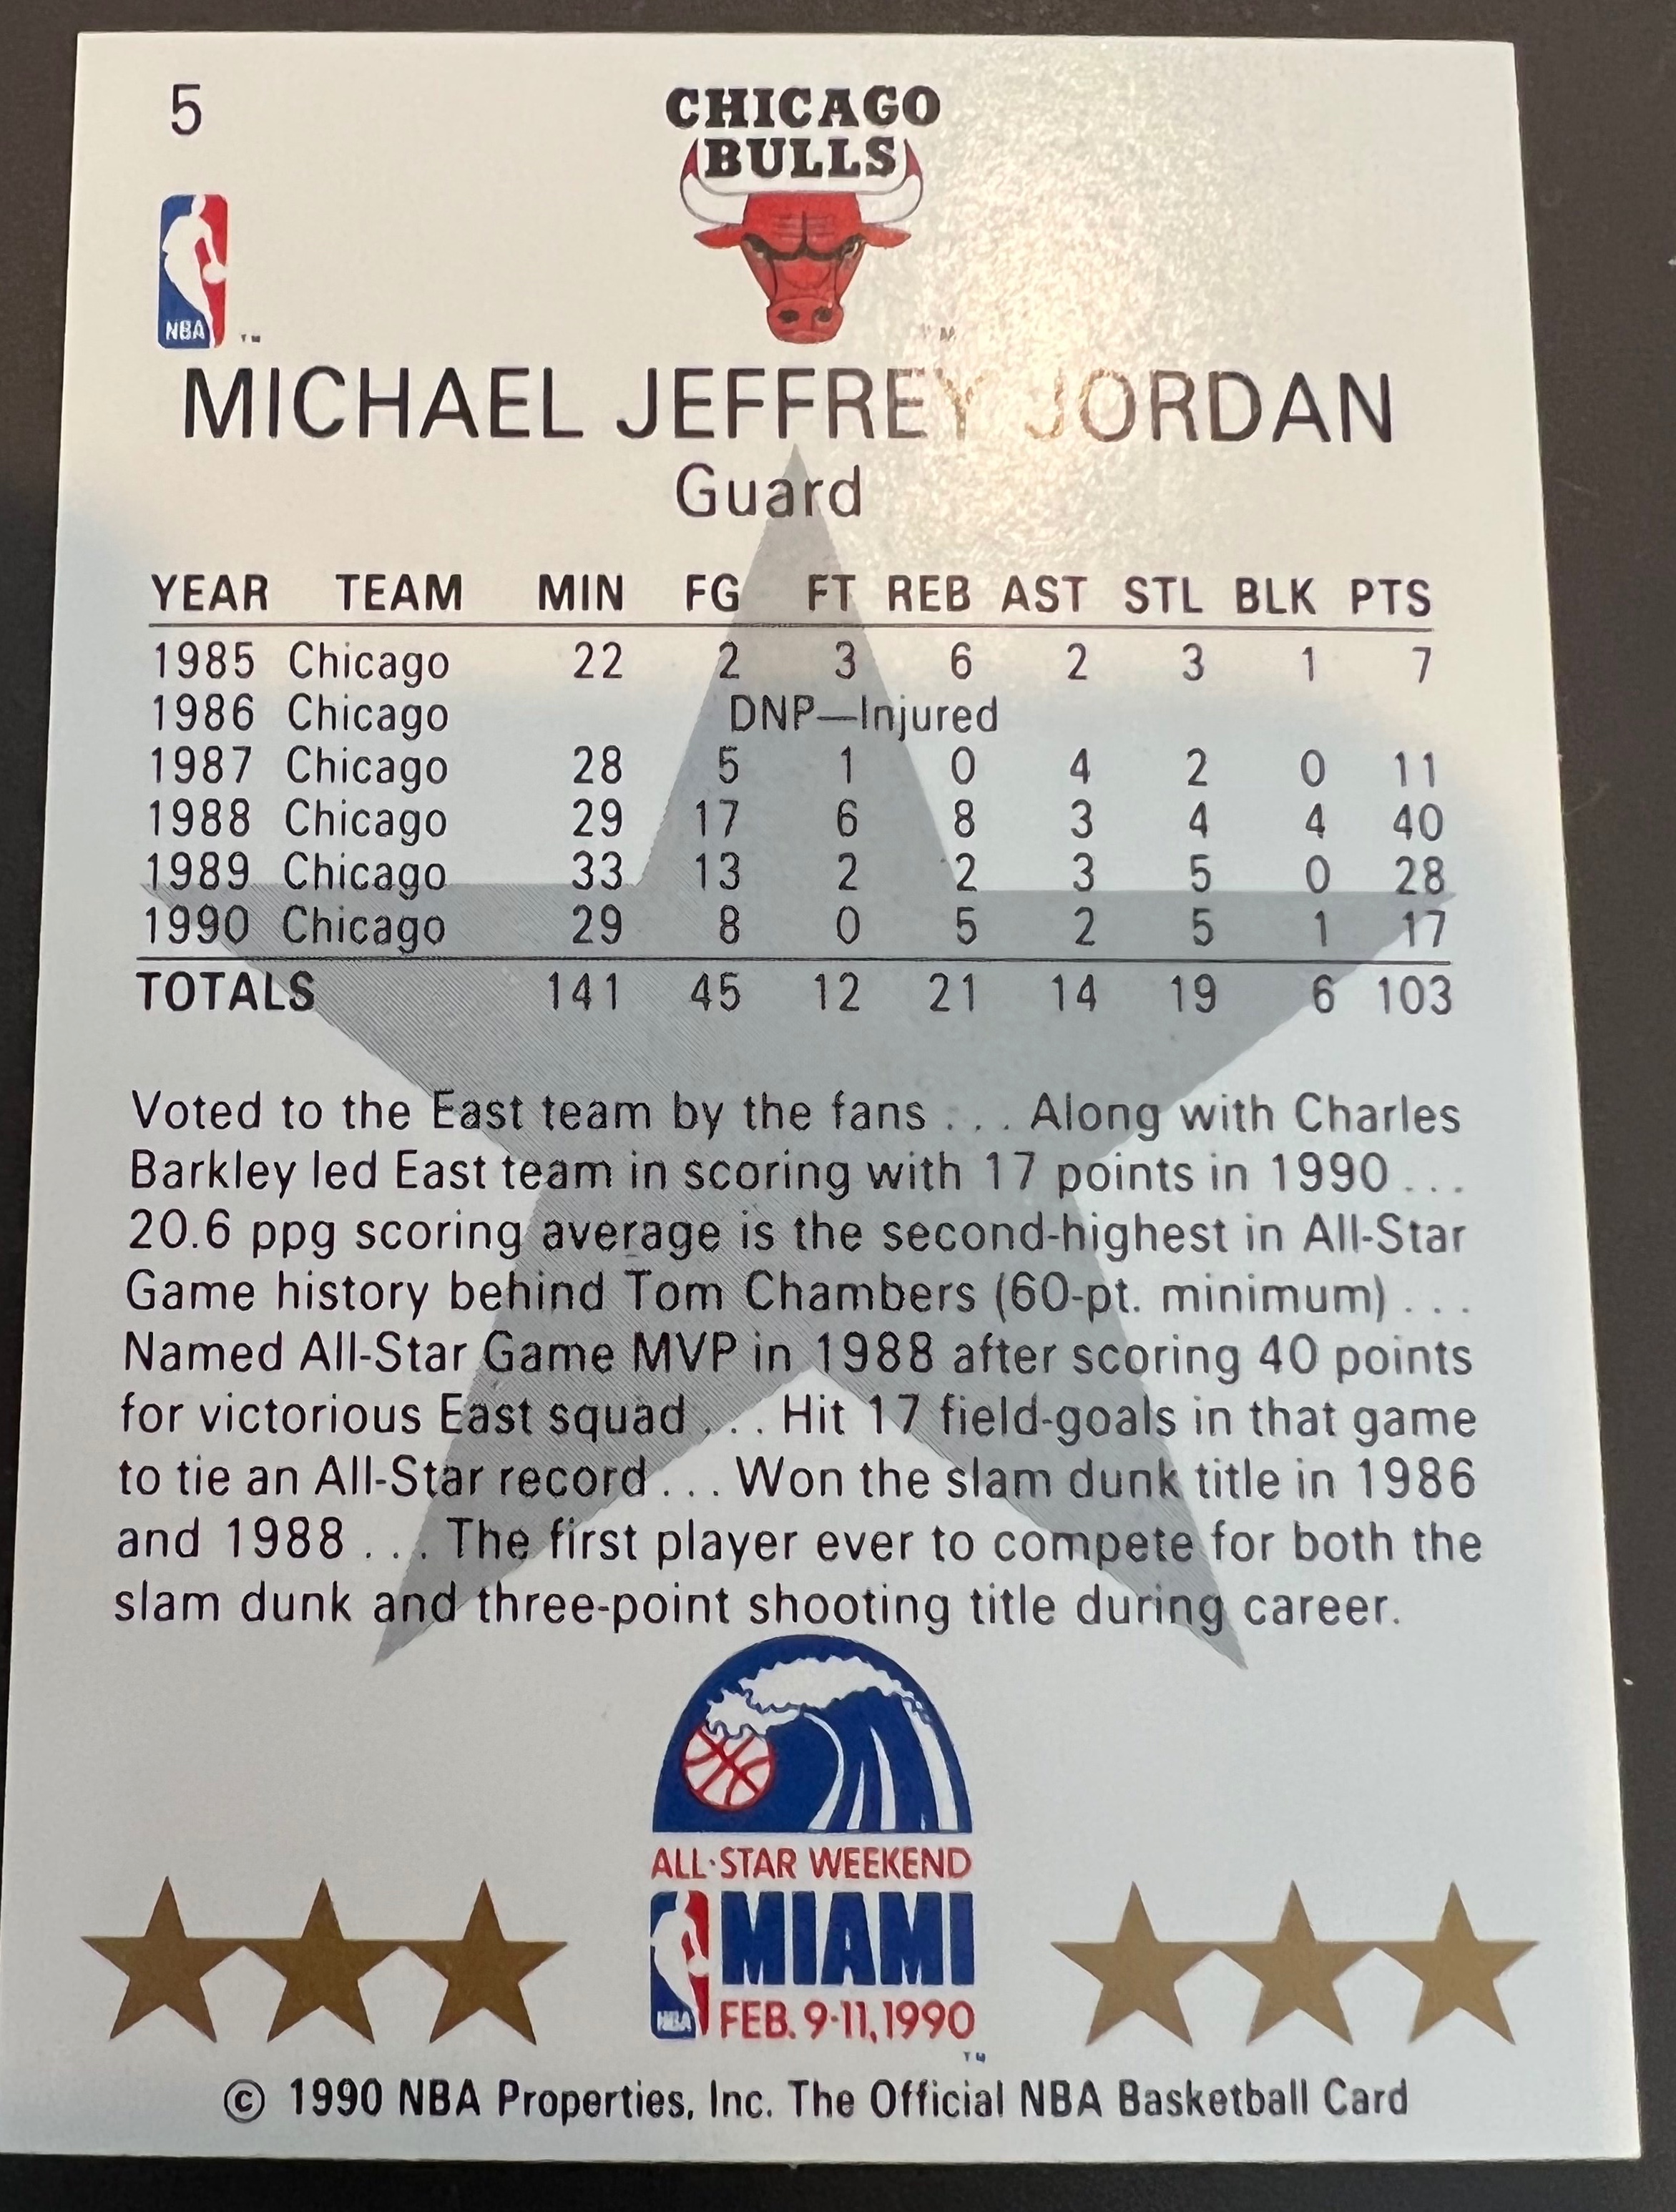 5
CHICAGO
BULLS
NBA
TM
TM
MICHAEL JEFFREY JORDAN
Guard
YEAR TEAM MIN FG FT REB AST STL BLK PTS
1985 Chicago 22 2 3 6 2 3 1 7
1986 Chicago DNP—Injured
1987 Chicago 28 5 1 0 4 2 0 11
1988 Chicago 29 17 6 8 3 4 4 40
1989 Chicago 33 13 2 2 3 5 0 28
1990 Chicago 29 8 0 5 2 5 1 17
TOTALS 141 45 12 21 14 19 6 103
Voted to the East team by the fans . . . Along with Charles
Barkley led East team in scoring with 17 points in 1990 . . .
20.6 ppg scoring average is the second-highest in All-Star
Game history behind Tom Chambers (60-pt. minimum) . . .
Named All-Star Game MVP in 1988 after scoring 40 points
for victorious East squad . . . Hit 17 field-goals in that game
to tie an All-Star record . . . Won the slam dunk title in 1986
and 1988 . . . The first player ever to compete for both the
slam dunk and three-point shooting title during career.
ALL·STAR WEEKEND
MIAMI
NBA FEB. 9-11, 1990
TM
© 1990 NBA Properties, Inc. The Official NBA Basketball Card